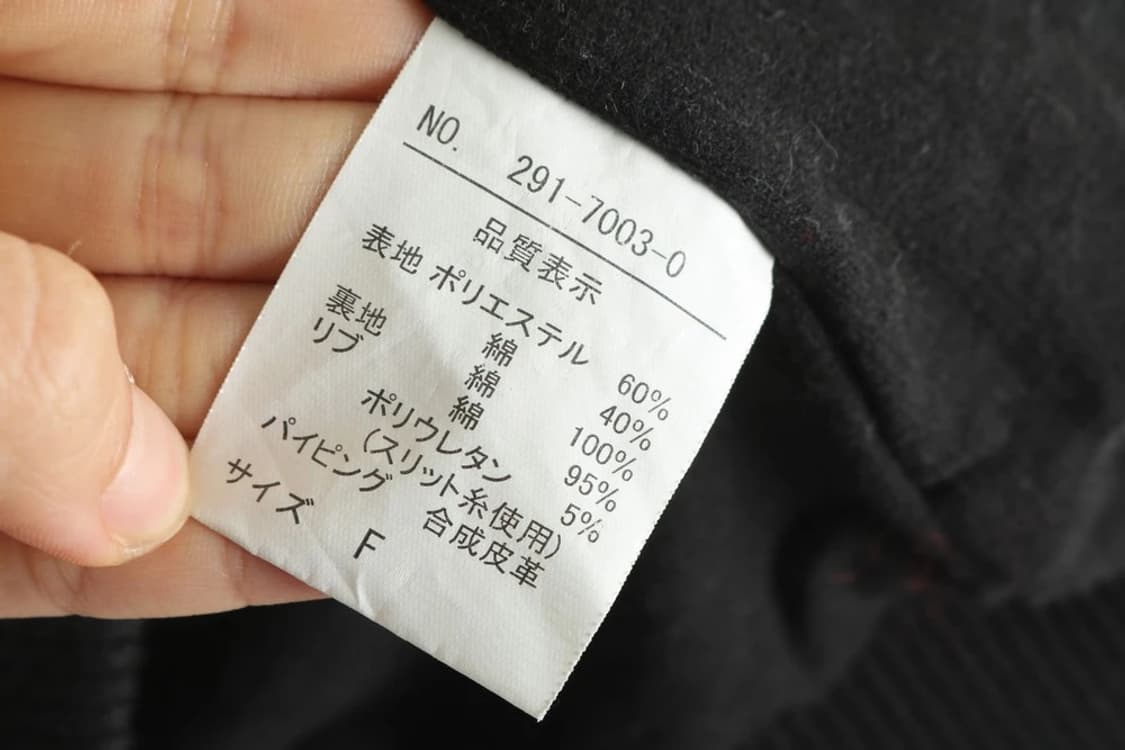 NO. 291-7003-0
品質表示
表地 ポリエステル 60%
綿 40%
裏地 綿 100%
リブ 綿 95%
ポリウレタン 5%
(スリット糸使用)
パイピング 合成皮革
サイズ F